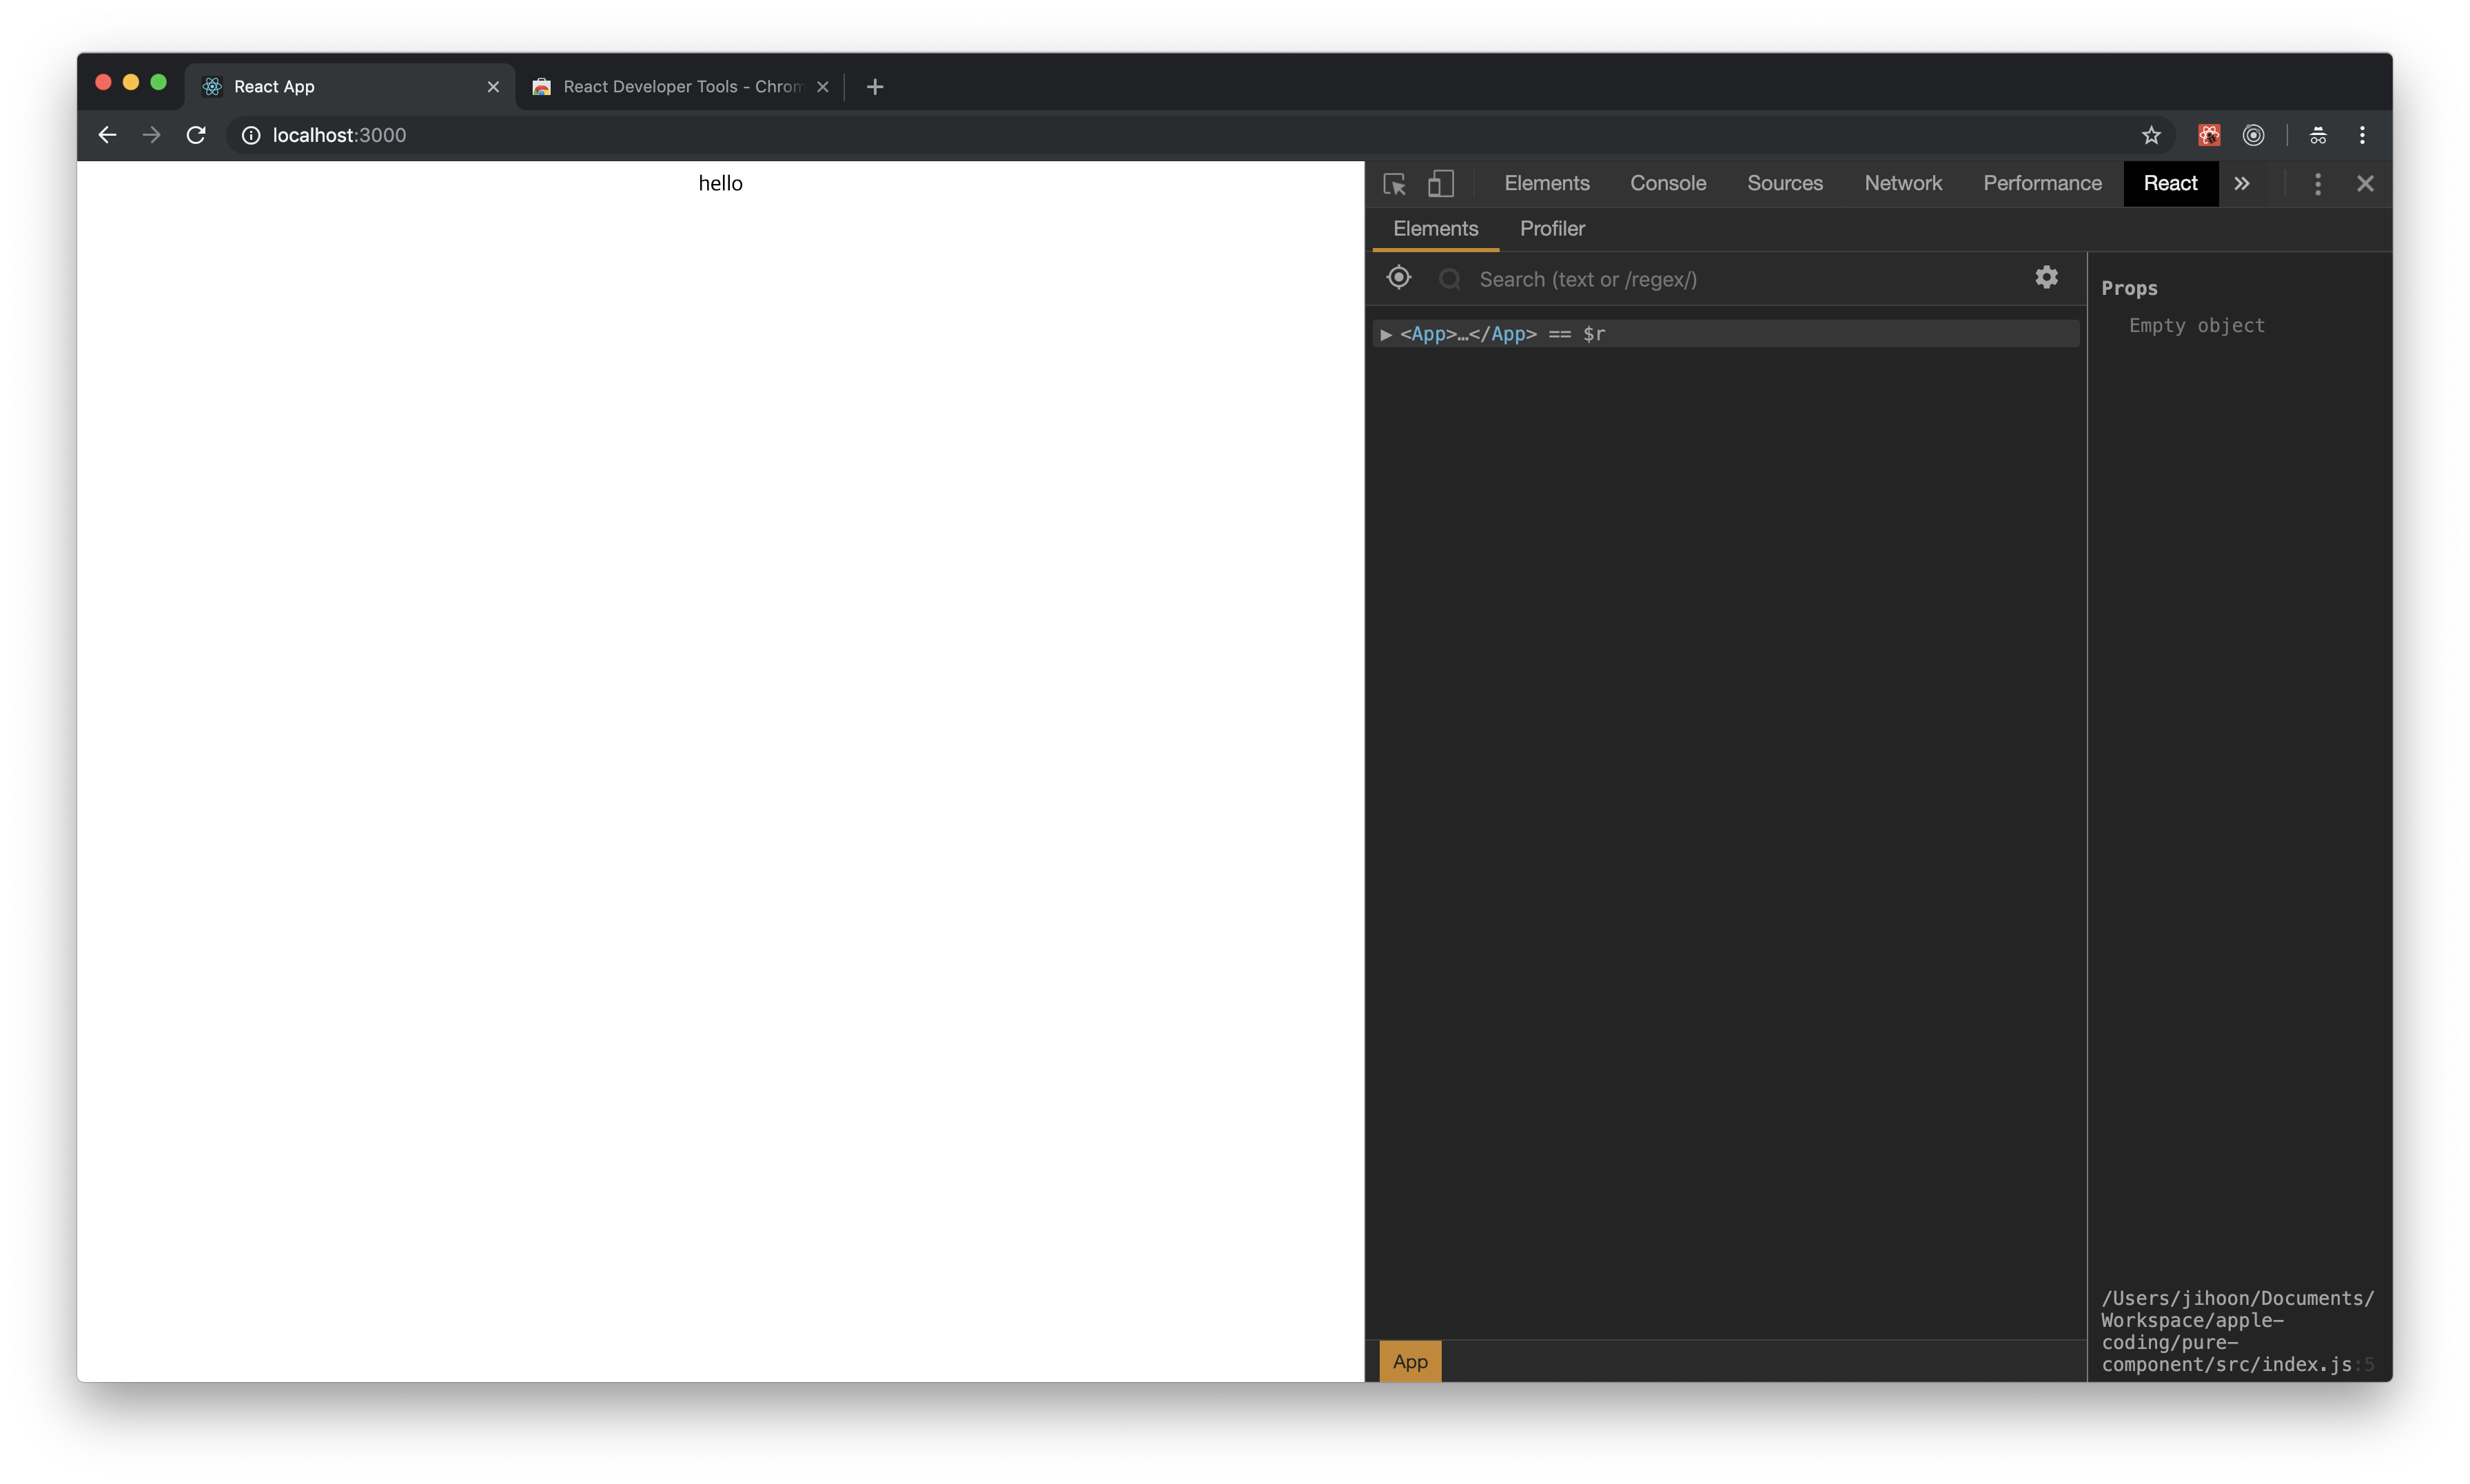 React App
React Developer Tools - Chrom
localhost:3000
hello
Elements Console Sources Network Performance React
Elements Profiler
Search (text or /regex/)
<App>…</App> == $r
Props
Empty object
/Users/jihoon/Documents/
Workspace/apple-
coding/pure-
component/src/index.js:5
App